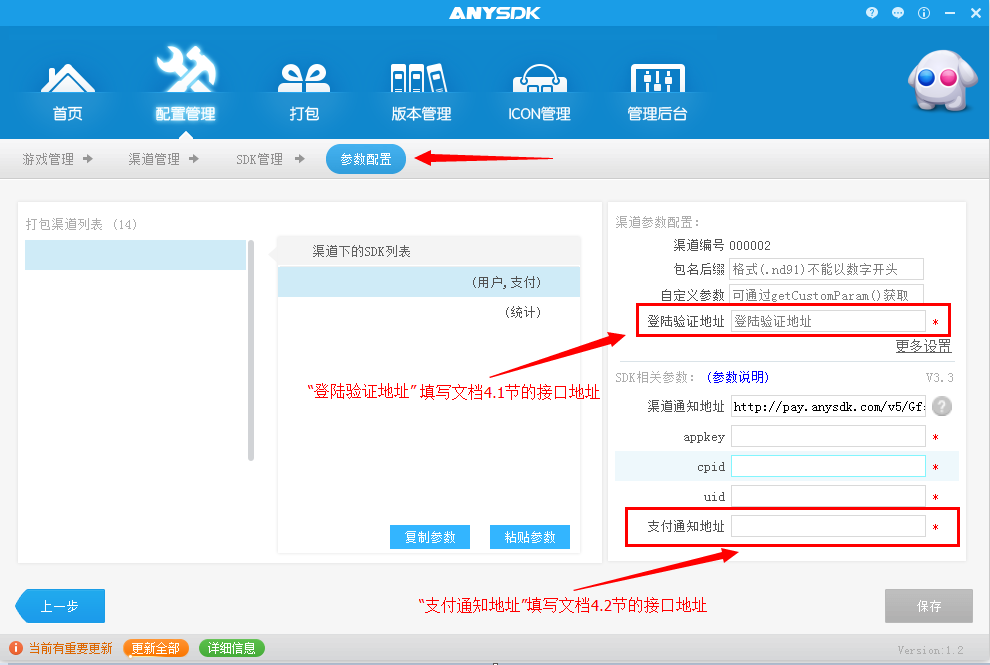 ANYSDK
首页
配置管理
打包
版本管理
ICON管理
管理后台
游戏管理
渠道管理
SDK管理
参数配置
打包渠道列表 (14)
渠道下的SDK列表
(用户,支付)
(统计)
“登陆验证地址” 填写文档4.1节的接口地址
复制参数
粘贴参数
渠道参数配置:
渠道编号 000002
包名后缀 格式(.nd91)不能以数字开头
自定义参数 可通过getCustomParam()获取
登陆验证地址 登陆验证地址 *
更多设置
SDK相关参数: (参数说明) V3.3
渠道通知地址 http://pay.anysdk.com/v5/Gf. ?
appkey *
cpid *
uid *
支付通知地址 *
“支付通知地址”填写文档4.2节的接口地址
上一步
保存
当前有重要更新 更新全部 详细信息
Version:1.2